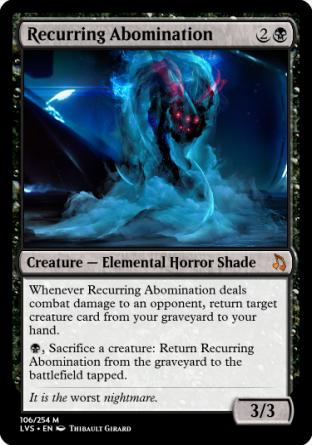 Recurring Abomination 2
Creature — Elemental Horror Shade
Whenever Recurring Abomination deals
combat damage to an opponent, return target
creature card from your graveyard to your
hand.
, Sacrifice a creature: Return Recurring
Abomination from the graveyard to the
battlefield tapped.
It is the worst nightmare.
3/3
106/254 M
LVS • EN Thibault Girard